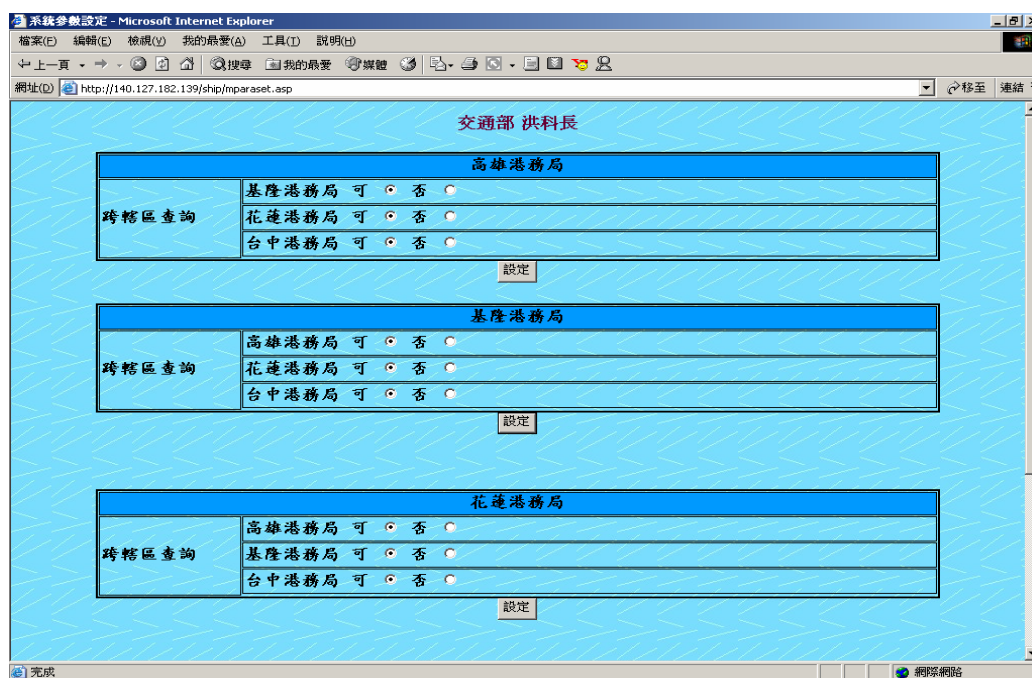 系統參數設定 - Microsoft Internet Explorer
檔案(F) 編輯(E) 檢視(V) 我的最愛(A) 工具(T) 說明(H)
上一頁 搜尋 我的最愛 媒體
網址(D) http://140.127.182.139/ship/mparaset.asp 移至 連結
交通部 洪科長
高雄港務局
跨轄區查詢
基隆港務局 可 否
花蓮港務局 可 否
台中港務局 可 否
設定
基隆港務局
跨轄區查詢
高雄港務局 可 否
花蓮港務局 可 否
台中港務局 可 否
設定
花蓮港務局
跨轄區查詢
高雄港務局 可 否
基隆港務局 可 否
台中港務局 可 否
設定
完成 網際網路